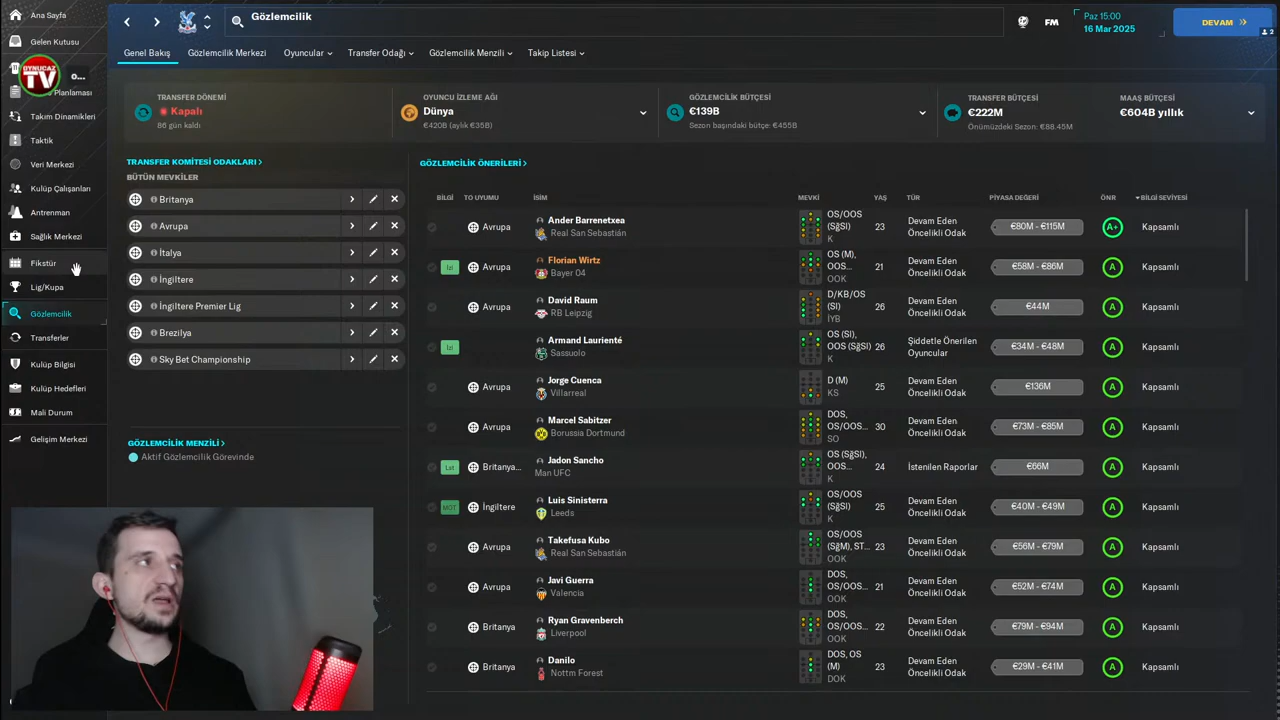 Ana Sayfa
Gelen Kutusu
OYNUCAZ
TV
o...
Planlaması
Takım Dinamikleri
Taktik
Veri Merkezi
Kulüp Çalışanları
Antrenman
Sağlık Merkezi
Fikstür
Lig/Kupa
Gözlemcilik
Transferler
Kulüp Bilgisi
Kulüp Hedefleri
Mali Durum
Gelişim Merkezi
Gözlemcilik
FM
Paz 15:00
16 Mar 2025
DEVAM
2
Genel Bakış
Gözlemcilik Merkezi
Oyuncular
Transfer Odağı
Gözlemcilik Menzili
Takip Listesi
TRANSFER DÖNEMİ
Kapalı
86 gün kaldı
OYUNCU İZLEME AĞI
Dünya
€420B (aylık €35B)
GÖZLEMCİLİK BÜTÇESİ
€139B
Sezon başındaki bütçe: €455B
TRANSFER BÜTÇESİ
€222M
Önümüzdeki Sezon: €88.45M
MAAŞ BÜTÇESİ
€604B yıllık
TRANSFER KOMİTESİ ODAKLARI >
BÜTÜN MEVKİLER
Britanya
Avrupa
İtalya
İngiltere
İngiltere Premier Lig
Brezilya
Sky Bet Championship
GÖZLEMCİLİK MENZİLİ >
Aktif Gözlemcilik Görevinde
GÖZLEMCİLİK ÖNERİLERİ >
BİLGİ TO UYUMU İSİM MEVKİ YAŞ TÜR PİYASA DEĞERİ ÖNR BİLGİ SEVİYESİ
Avrupa Ander Barrenetxea Real San Sebastián OS/OOS (SğSl) K 23 Devam Eden Öncelikli Odak €80M - €115M A+ Kapsamlı
İzl Avrupa Florian Wirtz Bayer 04 OS (M), OOS... OOK 21 Devam Eden Öncelikli Odak €58M - €86M A Kapsamlı
Avrupa David Raum RB Leipzig D/KB/OS (Sl) İYB 26 Devam Eden Öncelikli Odak €44M A Kapsamlı
İzl Armand Laurienté Sassuolo OS (Sl), OOS (SğSl) K 26 Şiddetle Önerilen Oyuncular €34M - €48M A Kapsamlı
Avrupa Jorge Cuenca Villarreal D (M) KS 25 Devam Eden Öncelikli Odak €136M A Kapsamlı
Avrupa Marcel Sabitzer Borussia Dortmund DOS, OS/OOS... SO 30 Devam Eden Öncelikli Odak €73M - €85M A Kapsamlı
Lst Britanya... Jadon Sancho Man UFC OS (SğSl), OOS... K 24 İstenilen Raporlar €66M A Kapsamlı
MOT İngiltere Luis Sinisterra Leeds OS/OOS (SğSl) K 25 Devam Eden Öncelikli Odak €40M - €49M A Kapsamlı
Avrupa Takefusa Kubo Real San Sebastián OS/OOS (SğM), ST... OOK 23 Devam Eden Öncelikli Odak €56M - €79M A Kapsamlı
Avrupa Javi Guerra Valencia DOS, OS/OOS... OOK 21 Devam Eden Öncelikli Odak €52M - €74M A Kapsamlı
Britanya Ryan Gravenberch Liverpool DOS, OS/OOS... OOK 22 Devam Eden Öncelikli Odak €79M - €94M A Kapsamlı
Britanya Danilo Nottm Forest DOS, OS (M) DOK 23 Devam Eden Öncelikli Odak €29M - €41M A Kapsamlı